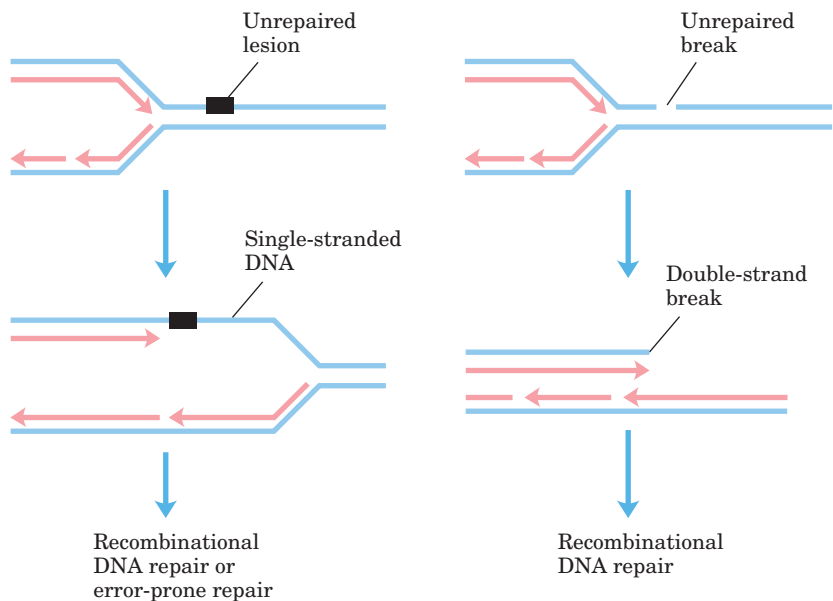 Unrepaired
lesion
Unrepaired
break
Single-stranded
DNA
Double-strand
break
Recombinational
DNA repair or
error-prone repair
Recombinational
DNA repair